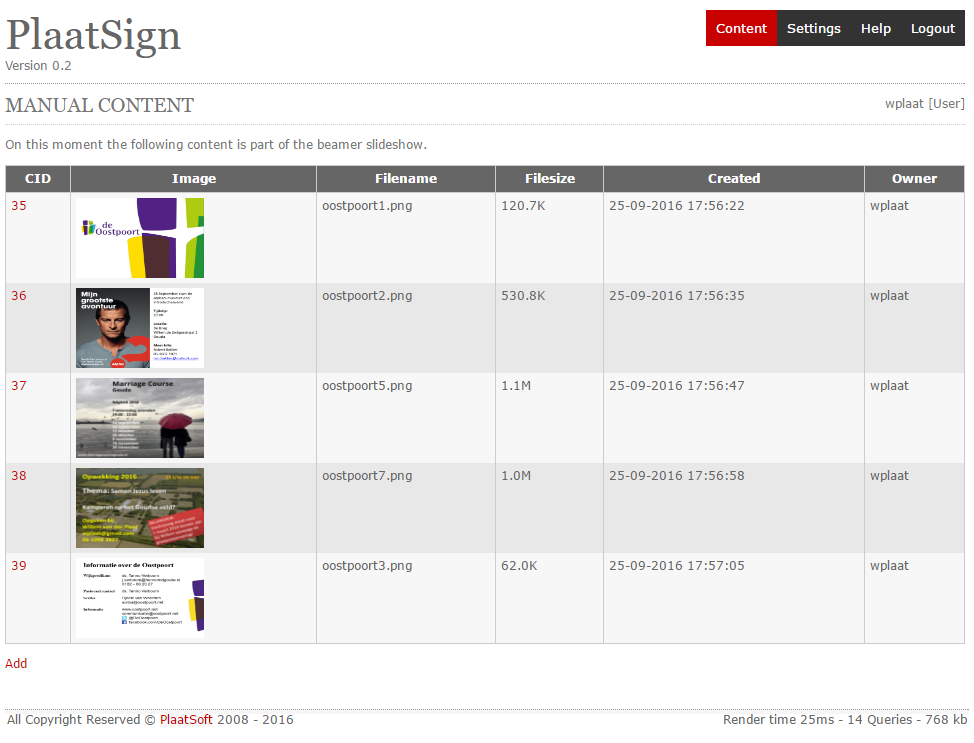 PlaatSign
Version 0.2
Content Settings Help Logout
MANUAL CONTENT
wplaat [User]
On this moment the following content is part of the beamer slideshow.
CID Image Filename Filesize Created Owner
35 oostpoort1.png 120.7K 25-09-2016 17:56:22 wplaat
de
Oostpoort
36 oostpoort2.png 530.8K 25-09-2016 17:56:35 wplaat
Mijn
grootste
avontuur
37 oostpoort5.png 1.1M 25-09-2016 17:56:47 wplaat
Marriage Course
Gouda
38 oostpoort7.png 1.0M 25-09-2016 17:56:58 wplaat
Opwekking 2016
Thema: Samen Jezus leven
Kamperen op het Goudse veld?
39 oostpoort3.png 62.0K 25-09-2016 17:57:05 wplaat
Informatie over de Oostpoort
Add
All Copyright Reserved © PlaatSoft 2008 - 2016
Render time 25ms - 14 Queries - 768 kb